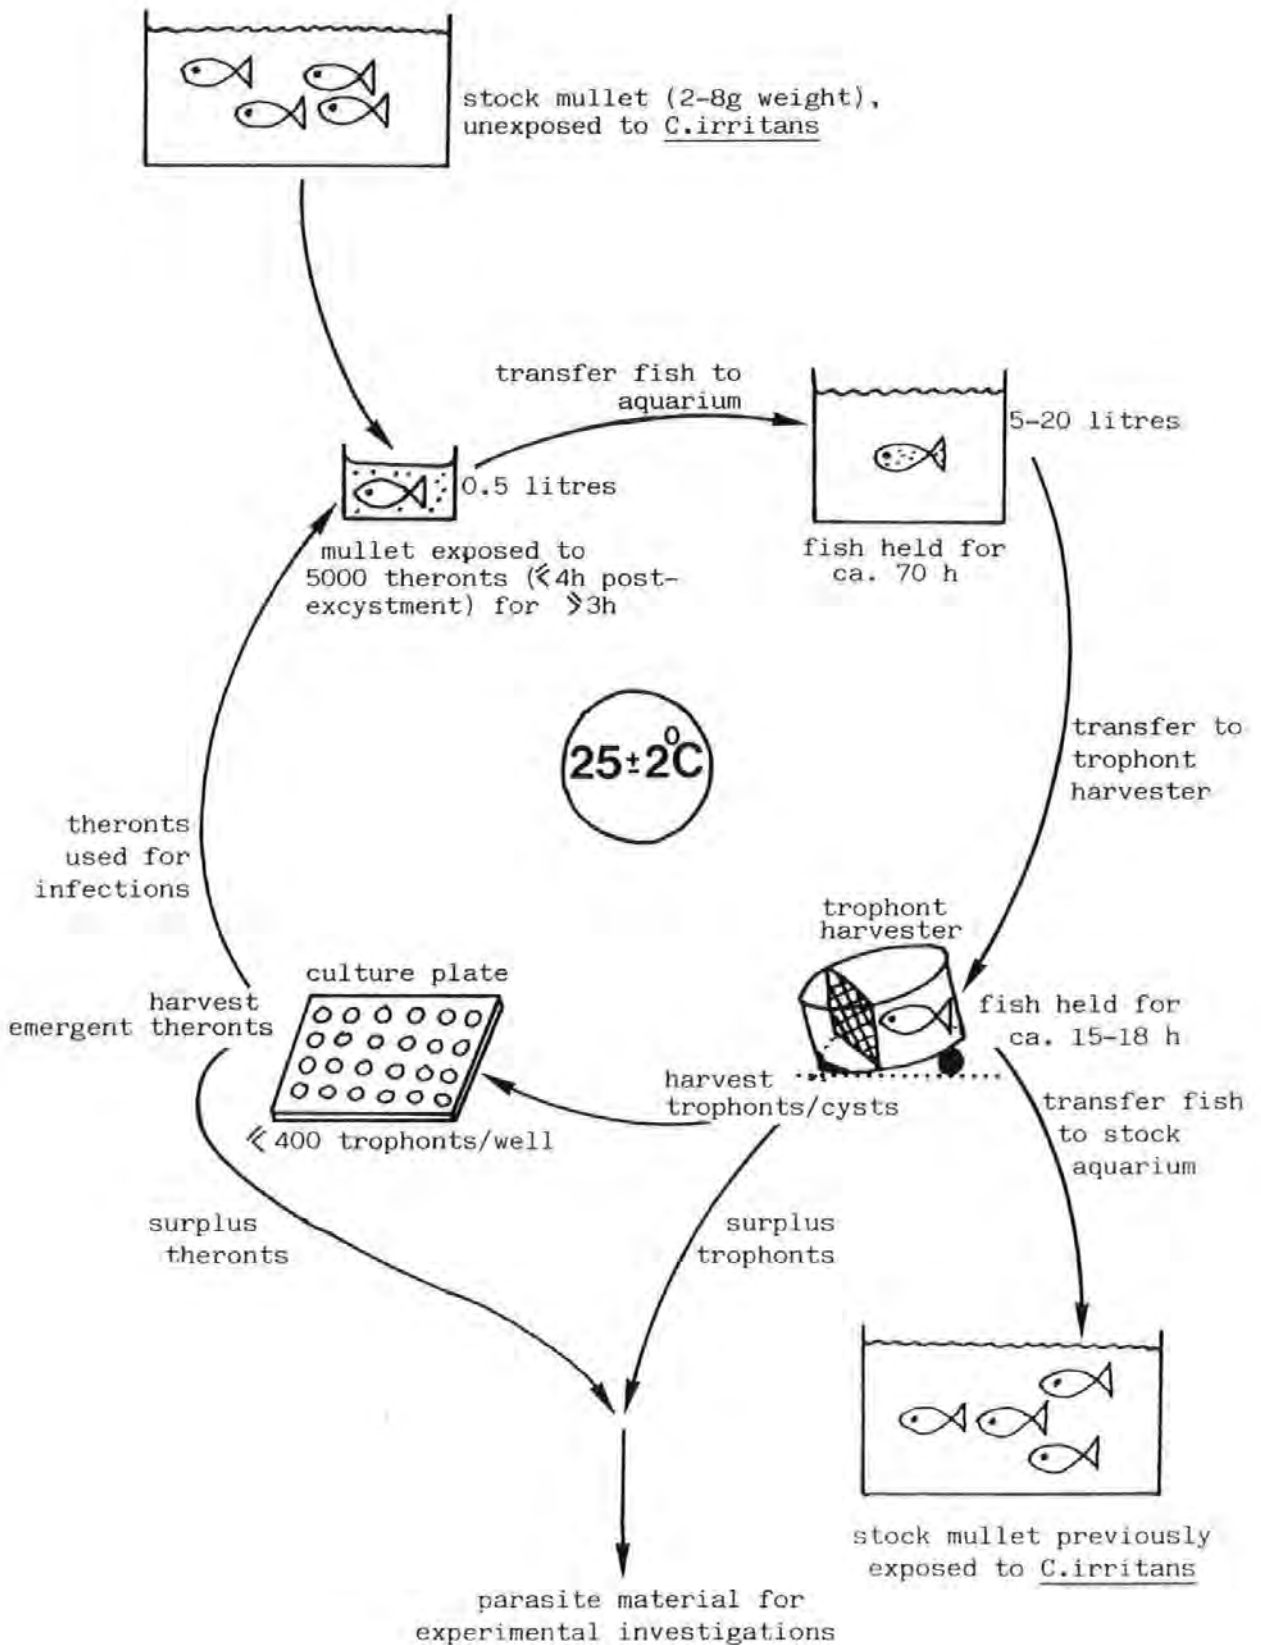 stock mullet (2-8g weight),
unexposed to C.irritans
transfer fish to
aquarium
5-20 litres
0.5 litres
mullet exposed to
5000 theronts (⩽4h post-
excystment) for ⩾3h
fish held for
ca. 70 h
25±2°C
transfer to
trophont
harvester
theronts
used for
infections
trophont
harvester
culture plate
harvest
emergent theronts
fish held for
ca. 15-18 h
harvest
trophonts/cysts
⩽400 trophonts/well
transfer fish
to stock
aquarium
surplus
theronts
surplus
trophonts
stock mullet previously
exposed to C.irritans
parasite material for
experimental investigations